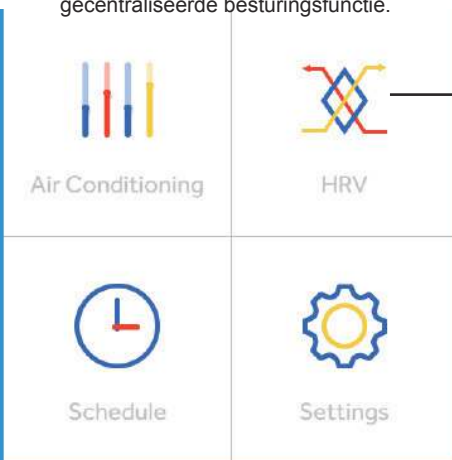 gecentraliseerde besturingsfunctie.
Air Conditioning
HRV
Schedule
Settings